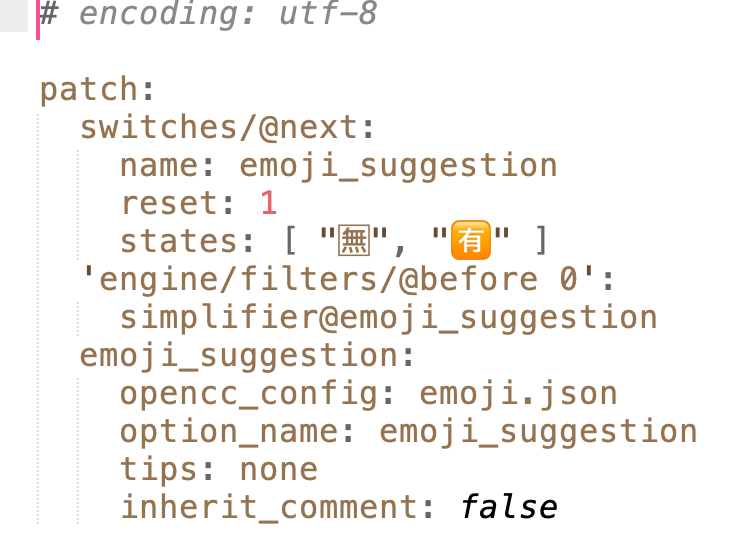 # encoding: utf-8
patch:
switches/@next:
name: emoji_suggestion
reset: 1
states: [ "🈚︎", "🈶" ]
'engine/filters/@before 0':
simplifier@emoji_suggestion
emoji_suggestion:
opencc_config: emoji.json
option_name: emoji_suggestion
tips: none
inherit_comment: false